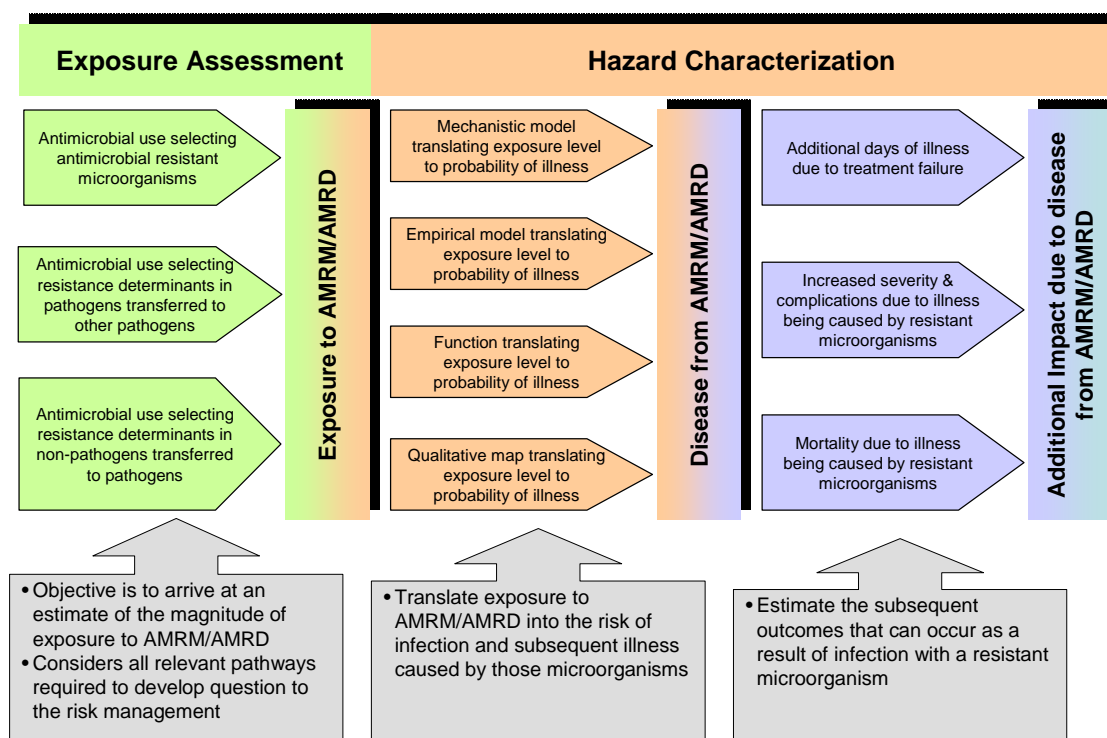 Exposure Assessment
Hazard Characterization
Antimicrobial use selecting
antimicrobial resistant
microorganisms
Antimicrobial use selecting
resistance determinants in
pathogens transferred to
other pathogens
Antimicrobial use selecting
resistance determinants in
non-pathogens transferred
to pathogens
Exposure to AMRM/AMRD
Mechanistic model
translating exposure level
to probability of illness
Empirical model translating
exposure level to
probability of illness
Function translating
exposure level to
probability of illness
Qualitative map translating
exposure level to
probability of illness
Disease from AMRM/AMRD
Additional days of illness
due to treatment failure
Increased severity &
complications due to illness
being caused by resistant
microorganisms
Mortality due to illness
being caused by resistant
microorganisms
Additional Impact due to disease
from AMRM/AMRD
• Objective is to arrive at an
estimate of the magnitude of
exposure to AMRM/AMRD
• Considers all relevant pathways
required to develop question to
the risk management
• Translate exposure to
AMRM/AMRD into the risk of
infection and subsequent illness
caused by those microorganisms
• Estimate the subsequent
outcomes that can occur as a
result of infection with a resistant
microorganism